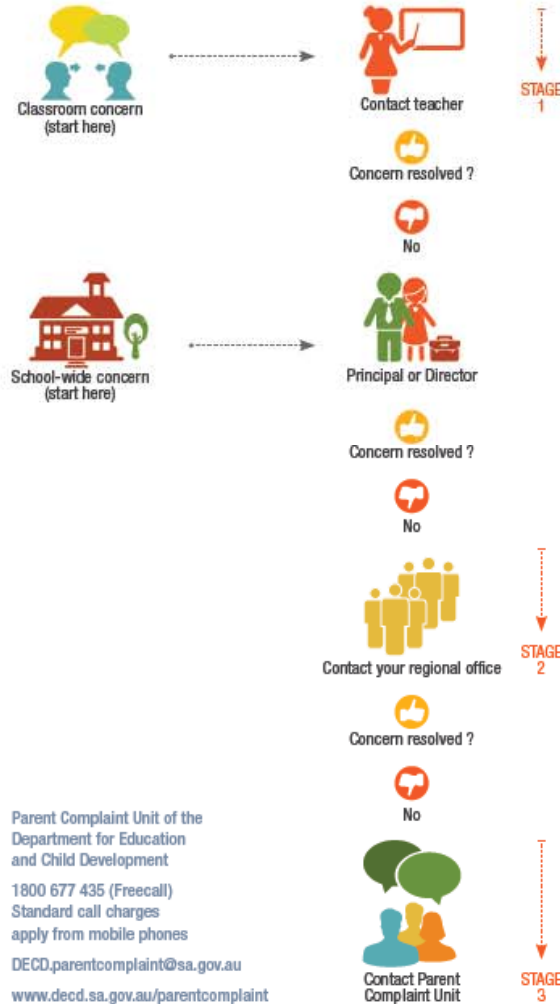 Classroom concern
(start here)
Contact teacher
STAGE
1
Concern resolved ?
No
School-wide concern
(start here)
Principal or Director
Concern resolved ?
No
Contact your regional office
STAGE
2
Concern resolved ?
No
Parent Complaint Unit of the
Department for Education
and Child Development
1800 677 435 (Freecall)
Standard call charges
apply from mobile phones
DECD.parentcomplaint@sa.gov.au
www.decd.sa.gov.au/parentcomplaint
Contact Parent
Complaint Unit
STAGE
3